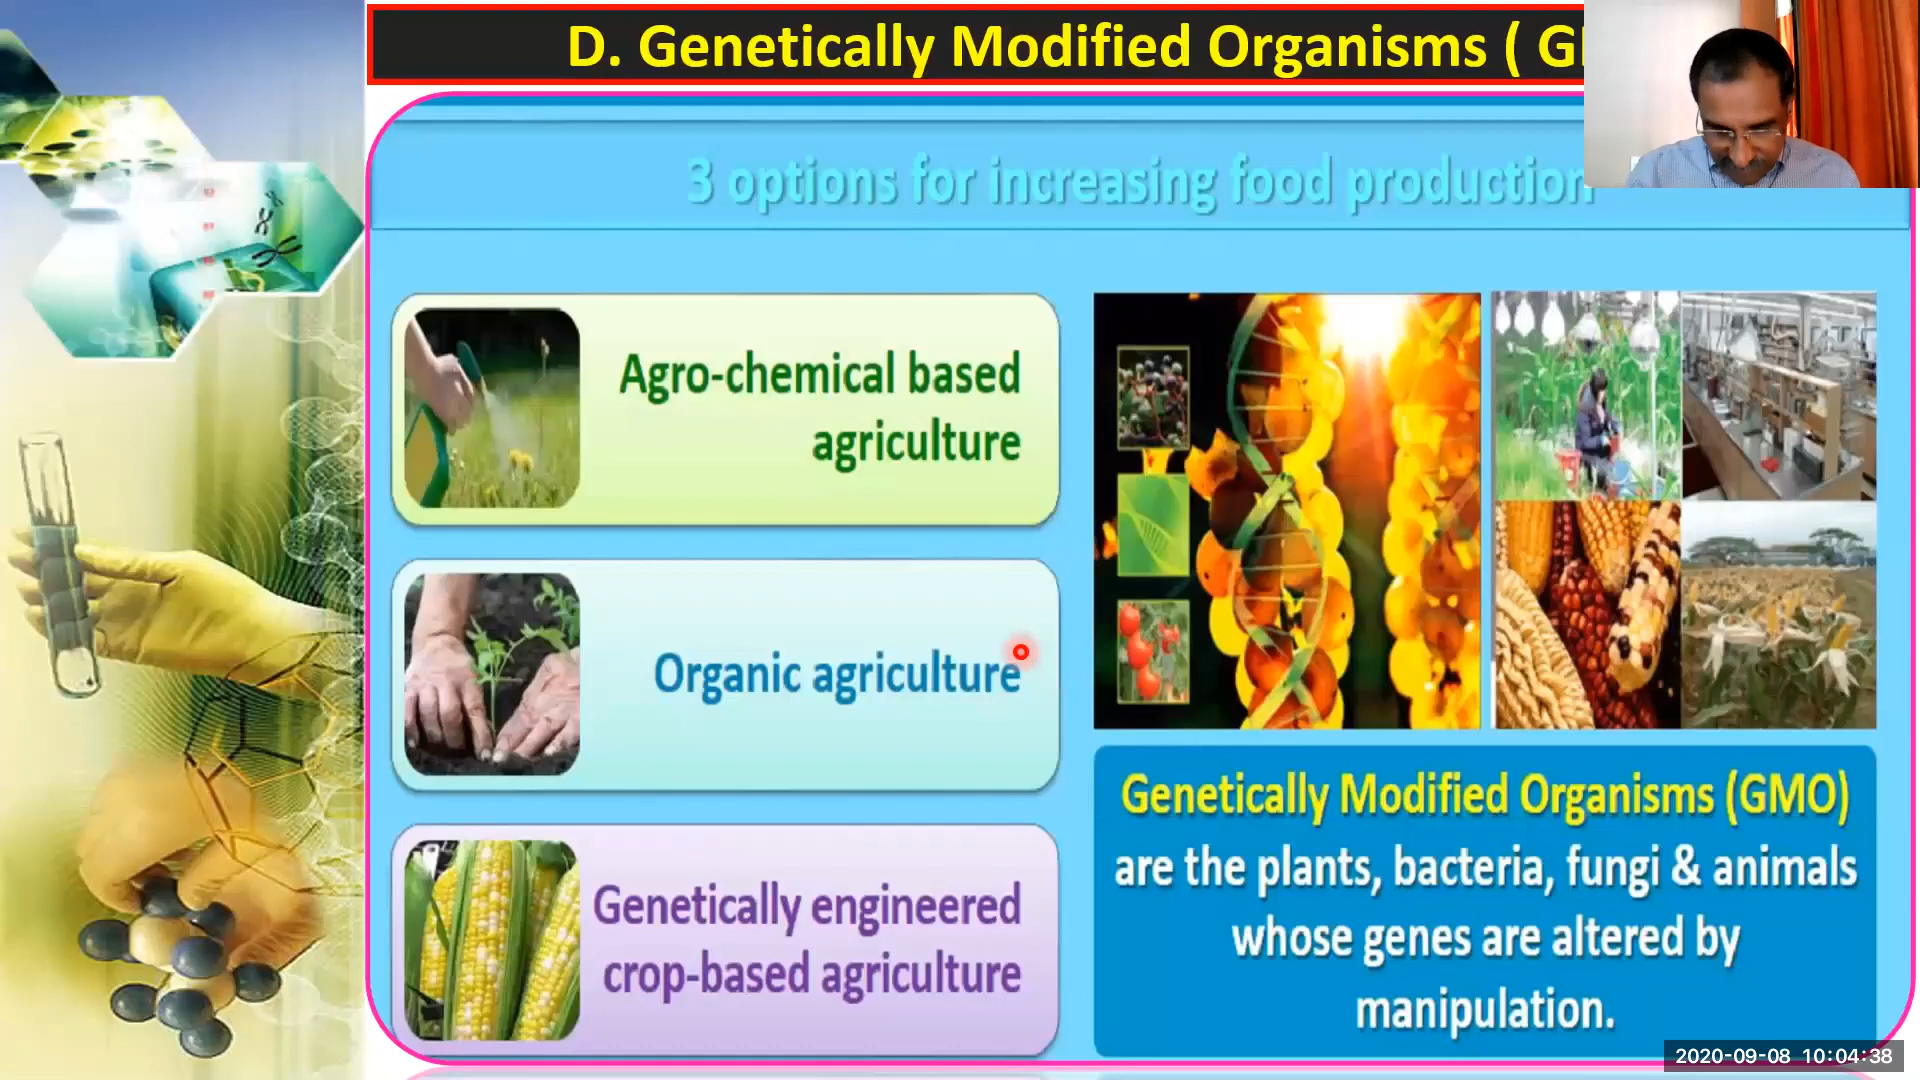 D. Genetically Modified Organisms (
3 options for increasing food production
Agro-chemical based
agriculture
Organic agriculture
Genetically engineered
crop-based agriculture
Genetically Modified Organisms (GMO)
are the plants, bacteria, fungi & animals
whose genes are altered by
manipulation.
2020-09-08 10:04:38